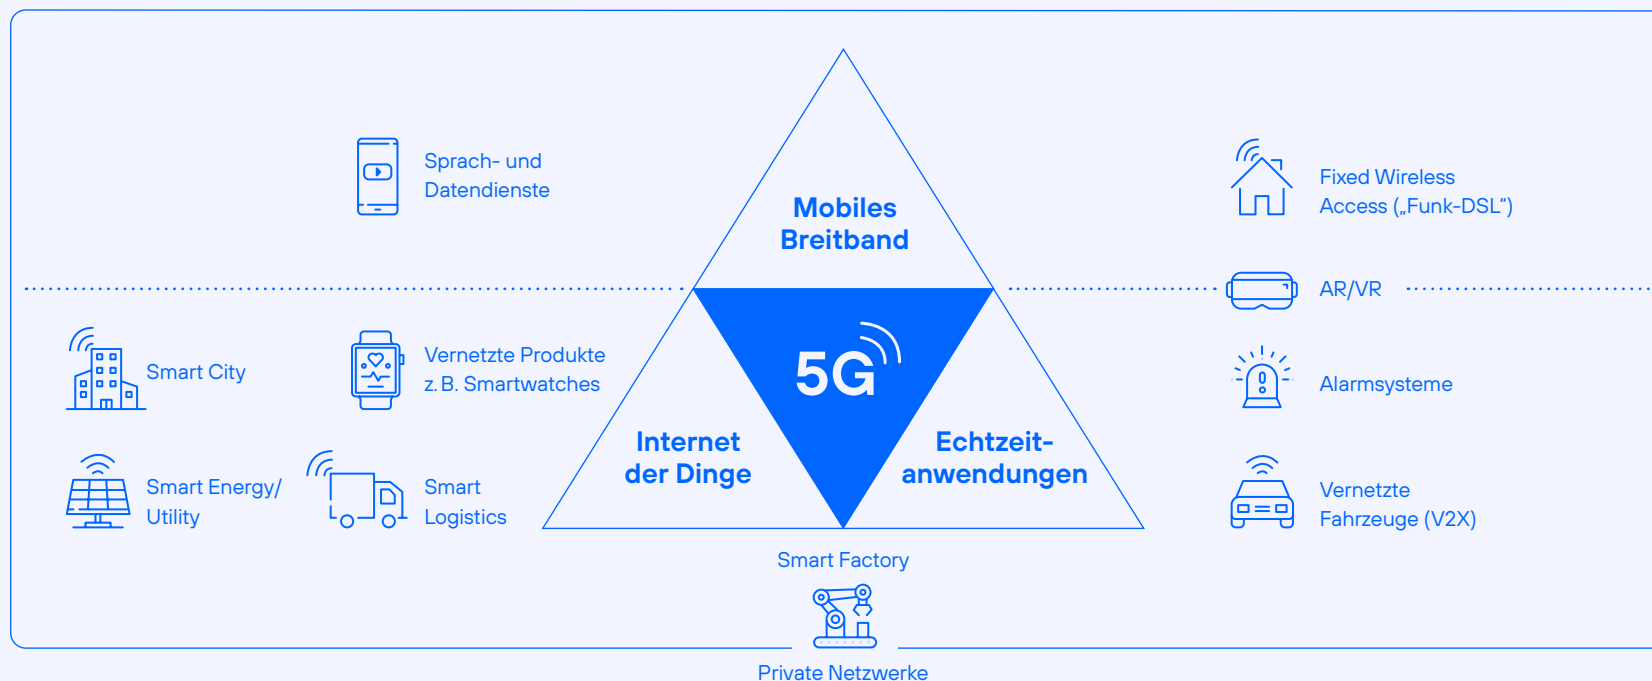 Sprach- und
Datendienste
Mobiles
Breitband
Fixed Wireless
Access („Funk-DSL“)
AR/VR
Smart City
Vernetzte Produkte
z. B. Smartwatches
5G
Alarmsysteme
Internet
der Dinge
Echtzeit-
anwendungen
Smart Energy/
Utility
Smart
Logistics
Vernetzte
Fahrzeuge (V2X)
Smart Factory
Private Netzwerke